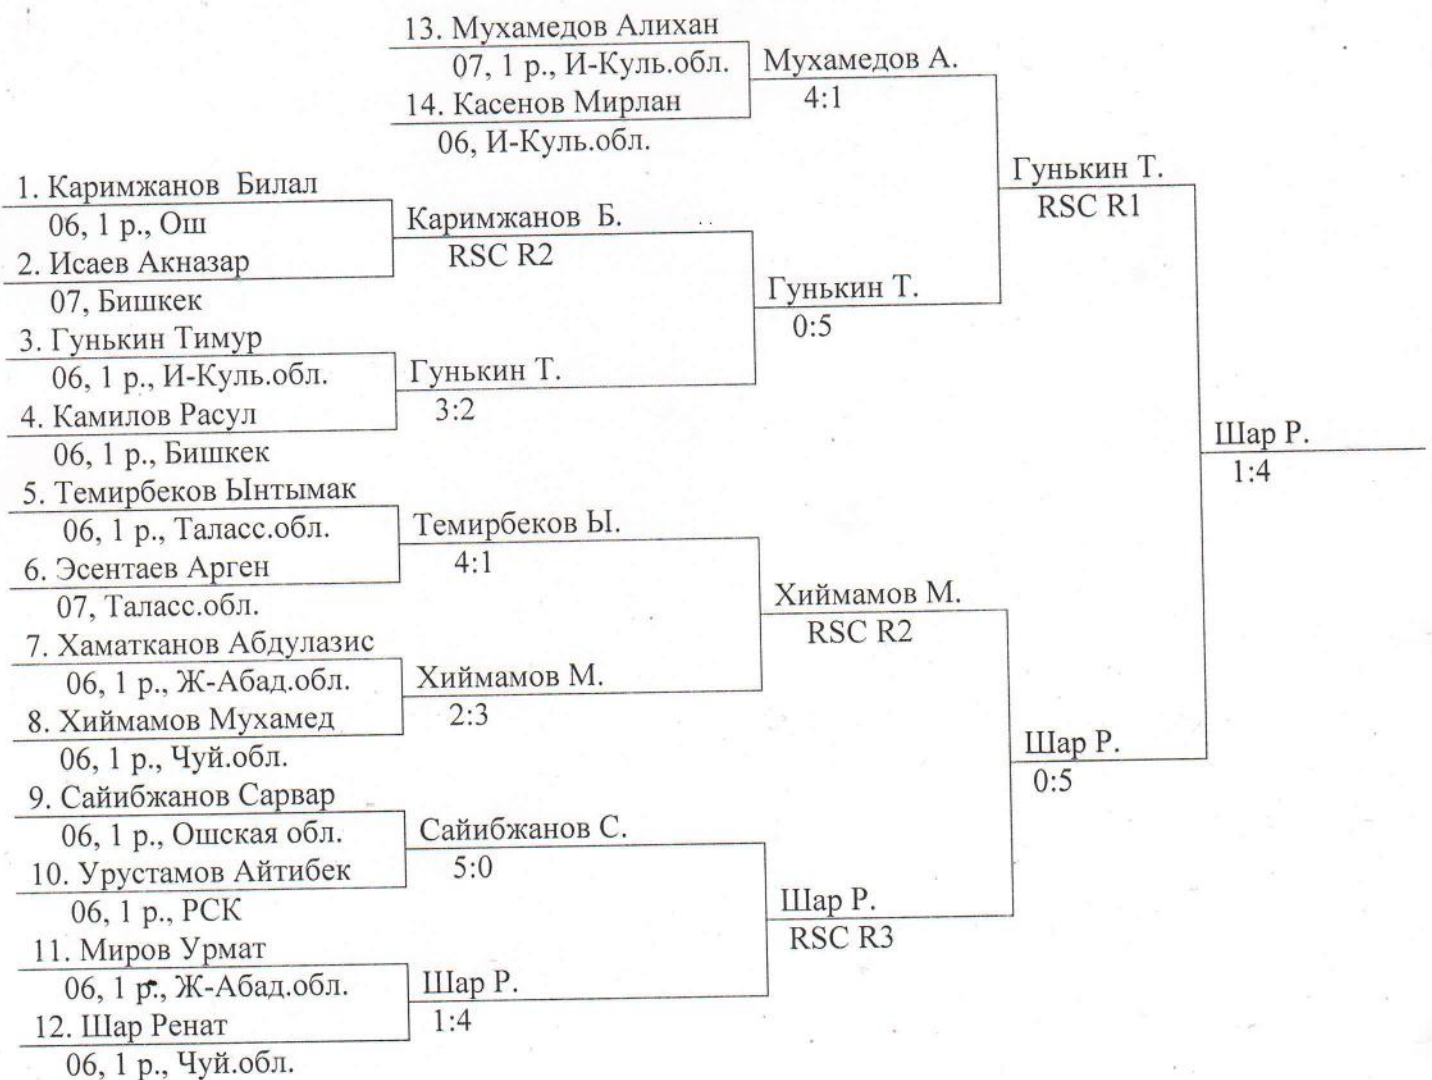 13. Мухамедов Алихан
07, 1 р., И-Куль.обл.
14. Касенов Мирлан
06, И-Куль.обл.
Мухамедов А.
4:1
1. Каримжанов Билал
06, 1 р., Ош
2. Исаев Акназар
07, Бишкек
3. Гунькин Тимур
06, 1 р., И-Куль.обл.
4. Камилов Расул
06, 1 р., Бишкек
5. Темирбеков Ынтымак
06, 1 р., Таласс.обл.
6. Эсентаев Арген
07, Таласс.обл.
7. Хаматканов Абдулазис
06, 1 р., Ж-Абад.обл.
8. Хиймамов Мухамед
06, 1 р., Чуй.обл.
9. Сайибжанов Сарвар
06, 1 р., Ошская обл.
10. Урустамов Айтибек
06, 1 р., РСК
11. Миров Урмат
06, 1 р., Ж-Абад.обл.
12. Шар Ренат
06, 1 р., Чуй.обл.
Каримжанов Б.
RSC R2
Гунькин Т.
3:2
Темирбеков Ы.
4:1
Хиймамов М.
2:3
Сайибжанов С.
5:0
Шар Р.
1:4
Гунькин Т.
0:5
Хиймамов М.
RSC R2
Шар Р.
RSC R3
Гунькин Т.
RSC R1
Шар Р.
0:5
Шар Р.
1:4